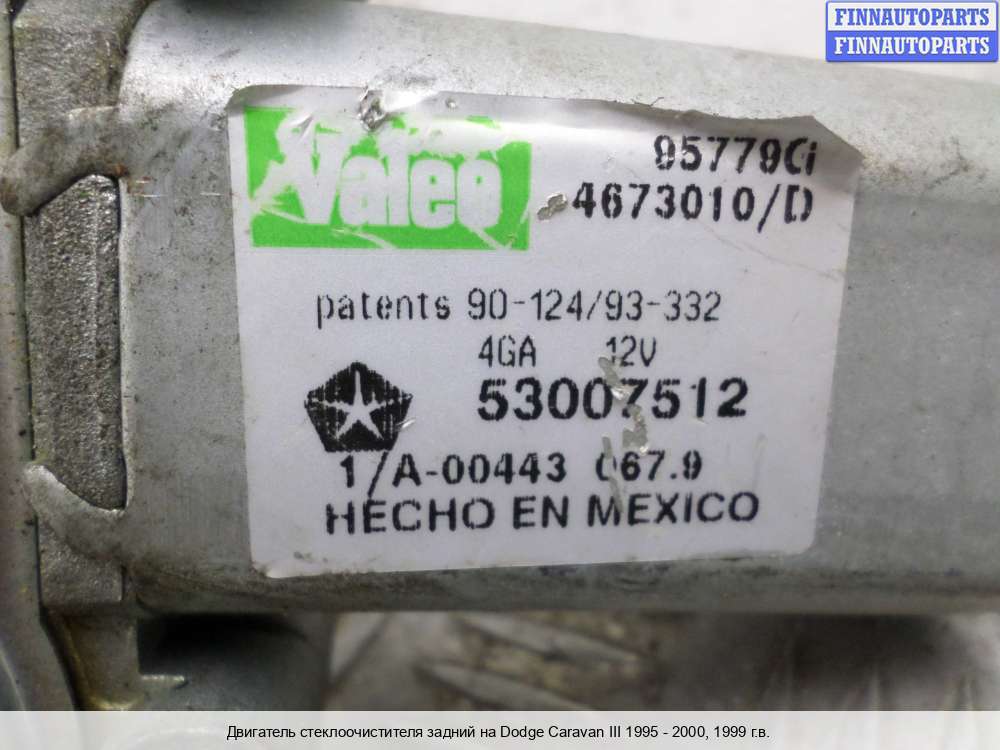 FINNAUTOPARTS
FINNAUTOPARTS
Valeo
95779Ci
4673010/D
patents 90-124/93-332
4GA 12V
53007512
1/A-00443 067.9
HECHO EN MEXICO
Двигатель стеклоочистителя задний на Dodge Caravan III 1995 - 2000, 1999 г.в.